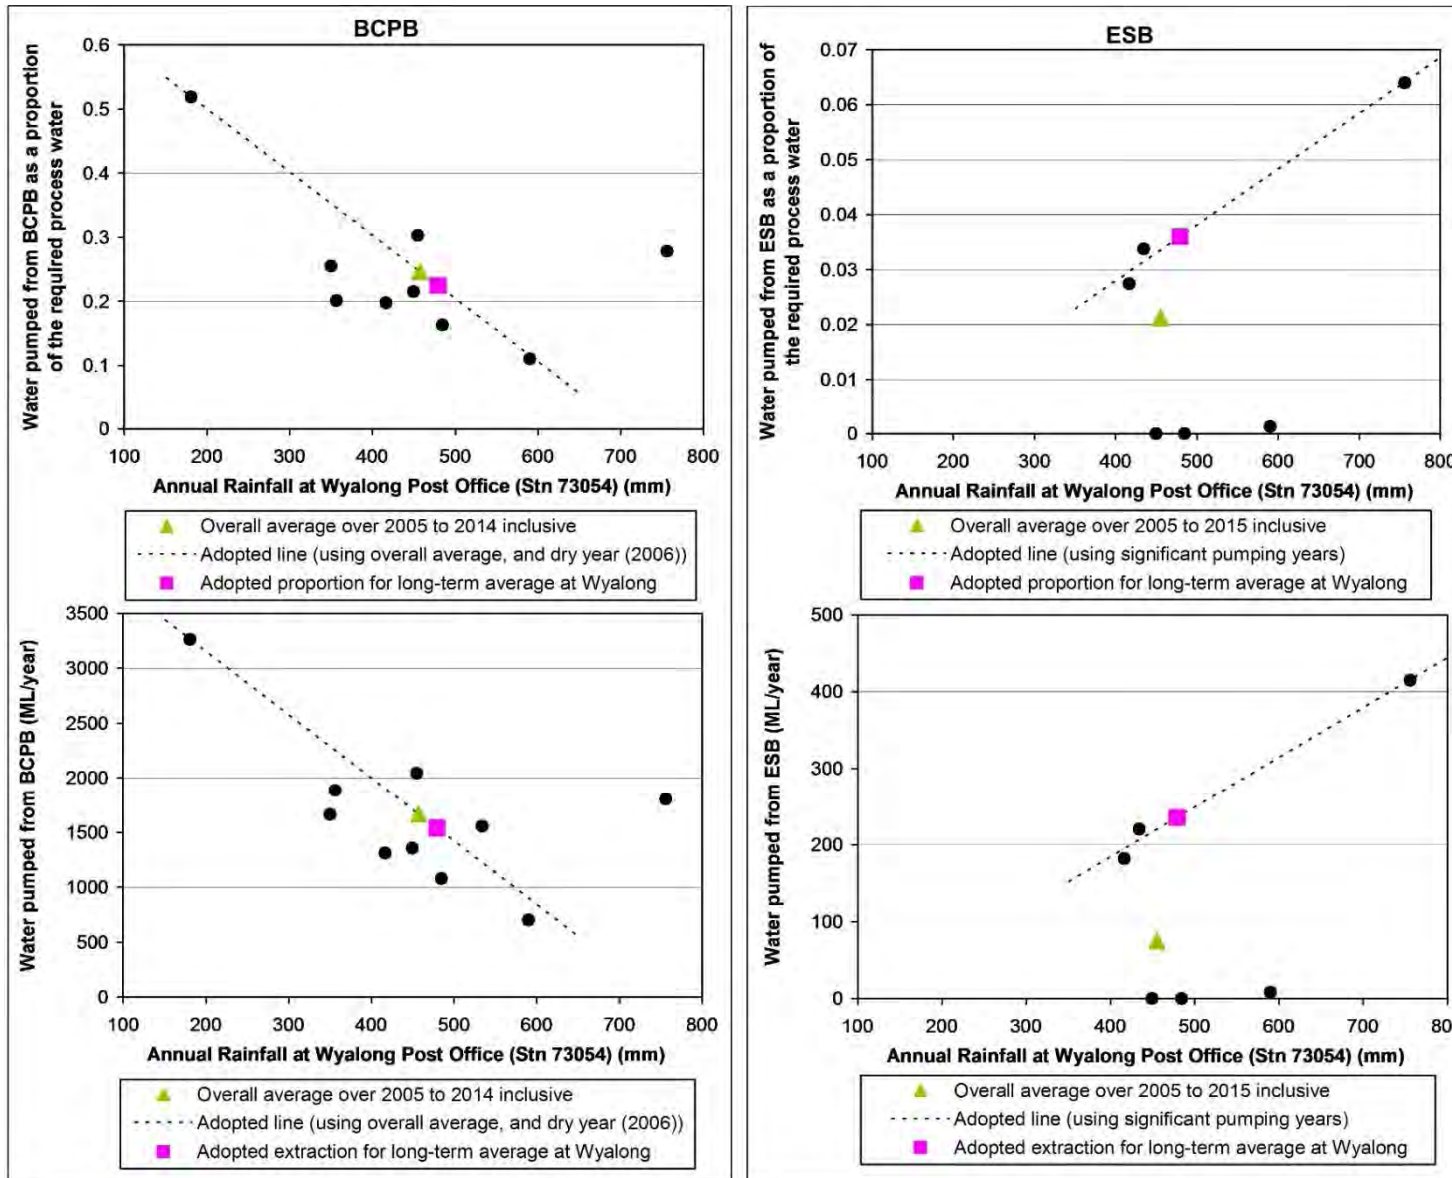 BCPB
Water pumped from BCPB as a proportion
of the required process water
0.6
0.5
0.4
0.3
0.2
0.1
0
100 200 300 400 500 600 700 800
Annual Rainfall at Wyalong Post Office (Stn 73054) (mm)
Overall average over 2005 to 2014 inclusive
Adopted line (using overall average, and dry year (2006))
Adopted proportion for long-term average at Wyalong
ESB
Water pumped from ESB as a proportion of
the required process water
0.07
0.06
0.05
0.04
0.03
0.02
0.01
0
100 200 300 400 500 600 700 800
Annual Rainfall at Wyalong Post Office (Stn 73054) (mm)
Overall average over 2005 to 2015 inclusive
Adopted line (using significant pumping years)
Adopted proportion for long-term average at Wyalong
Water pumped from BCPB (ML/year)
3500
3000
2500
2000
1500
1000
500
0
100 200 300 400 500 600 700 800
Annual Rainfall at Wyalong Post Office (Stn 73054) (mm)
Overall average over 2005 to 2014 inclusive
Adopted line (using overall average, and dry year (2006))
Adopted extraction for long-term average at Wyalong
Water pumped from ESB (ML/year)
500
400
300
200
100
0
100 200 300 400 500 600 700 800
Annual Rainfall at Wyalong Post Office (Stn 73054) (mm)
Overall average over 2005 to 2015 inclusive
Adopted line (using significant pumping years)
Adopted extraction for long-term average at Wyalong